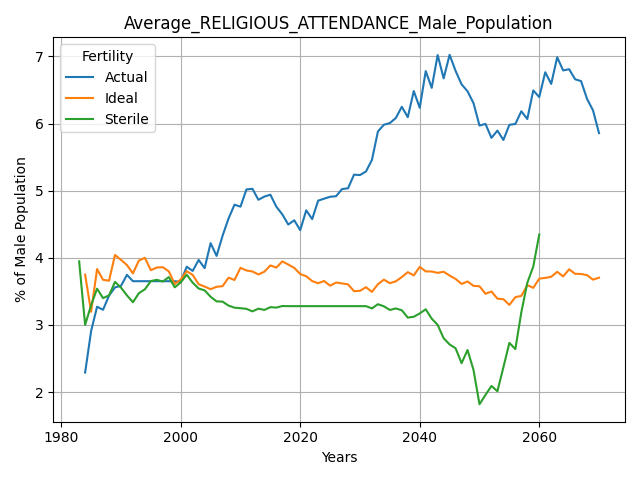 Average_RELIGIOUS_ATTENDANCE_Male_Population
Fertility
Actual
Ideal
Sterile
% of Male Population
7
6
5
4
3
2
1980
2000
2020
2040
2060
Years